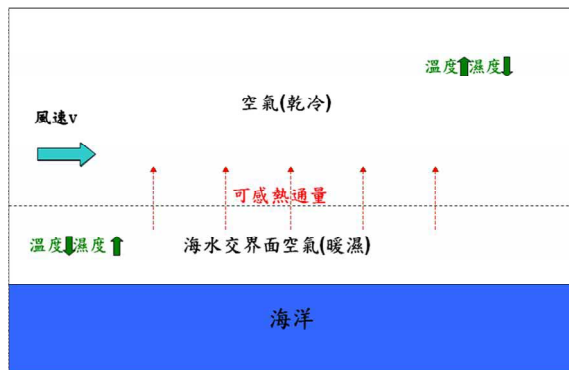 溫度 濕度
空氣(乾冷)
風速v
可感熱通量
溫度 濕度
海水交界面空氣(暖濕)
海洋